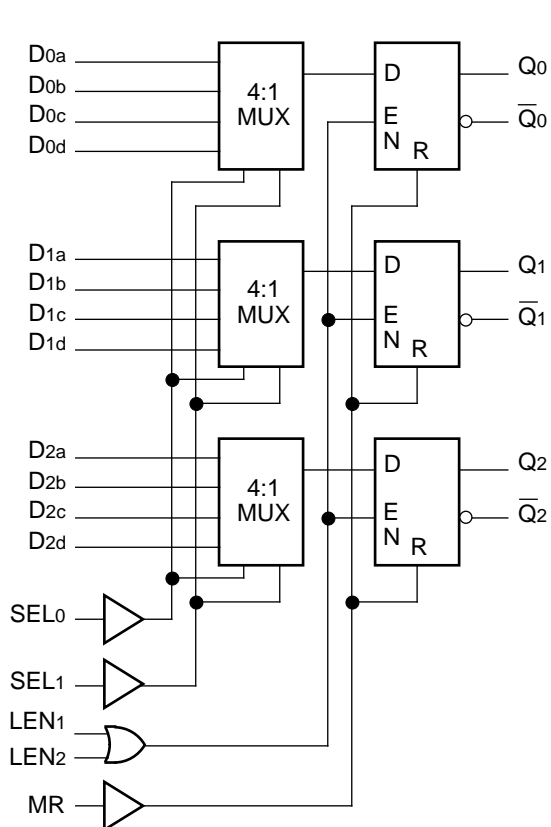 D0a
D0b
D0c
D0d
4:1
MUX
D
E
N
R
Q0
Q̅0
D1a
D1b
D1c
D1d
4:1
MUX
D
E
N
R
Q1
Q̅1
D2a
D2b
D2c
D2d
4:1
MUX
D
E
N
R
Q2
Q̅2
SEL0
SEL1
LEN1
LEN2
MR